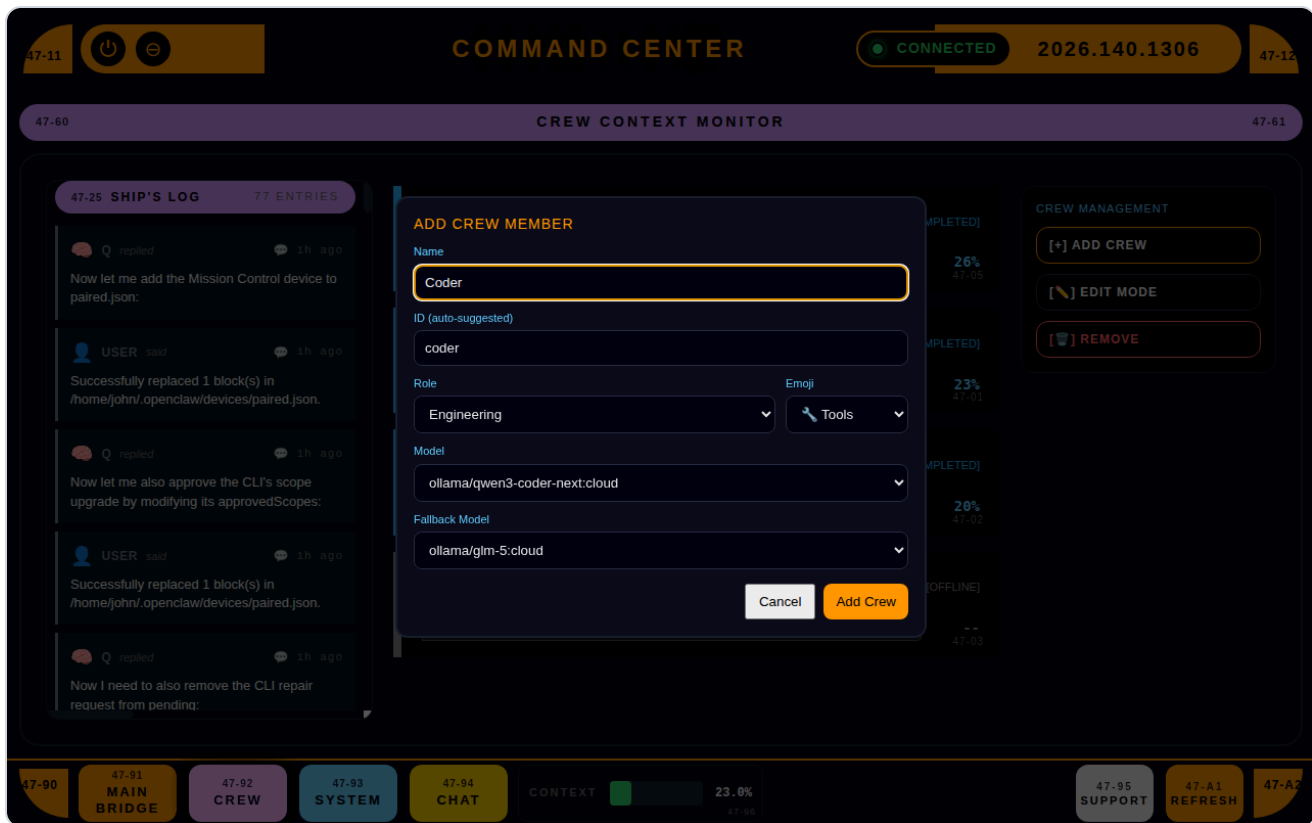 47-11
COMMAND CENTER
CONNECTED
2026.140.1306
47-12
47-60
CREW CONTEXT MONITOR
47-61
47-25 SHIP'S LOG 77 ENTRIES
Q replied 1h ago
Now let me add the Mission Control device to
paired.json:
USER said 1h ago
Successfully replaced 1 block(s) in
/home/john/.openclaw/devices/paired.json.
Q replied 1h ago
Now let me also approve the CLI's scope
upgrade by modifying its approvedScopes:
USER said 1h ago
Successfully replaced 1 block(s) in
/home/john/.openclaw/devices/paired.json.
Q replied 1h ago
Now I need to also remove the CLI repair
request from pending:
ADD CREW MEMBER
Name
Coder
ID (auto-suggested)
coder
Role
Emoji
Engineering
Tools
Model
ollama/qwen3-coder-next:cloud
Fallback Model
ollama/glm-5:cloud
Cancel
Add Crew
MPLETED]
26%
47-05
MPLETED]
23%
47-01
MPLETED]
20%
47-02
[OFFLINE]
--
47-03
CREW MANAGEMENT
[+] ADD CREW
[✏️] EDIT MODE
[🗑️] REMOVE
47-90
47-91
MAIN
BRIDGE
47-92
CREW
47-93
SYSTEM
47-94
CHAT
CONTEXT
23.0%
47-96
47-95
SUPPORT
47-A1
REFRESH
47-A2